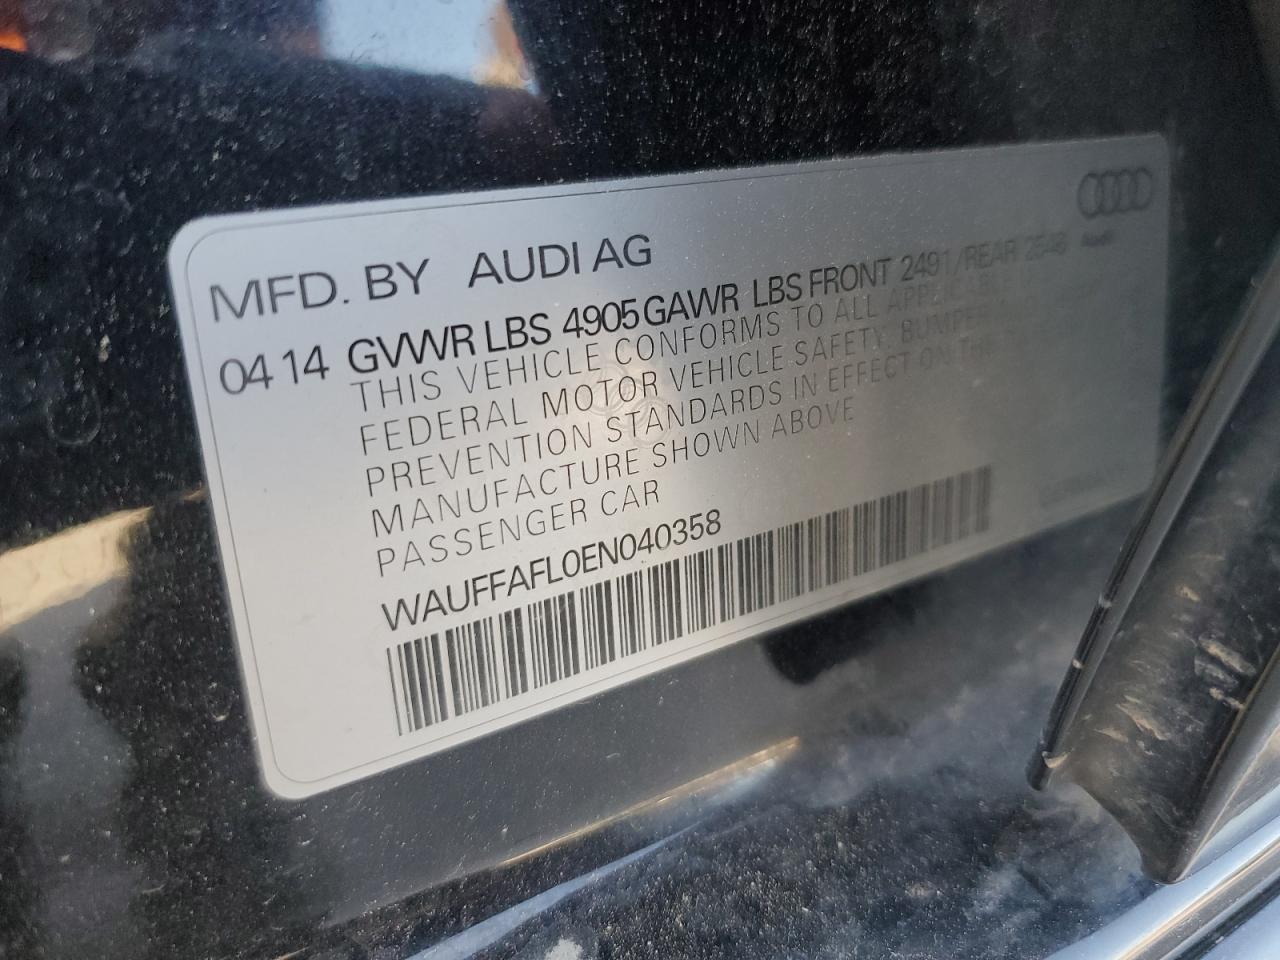 MFD. BY AUDI AG
04 14 GVWR LBS 4905 GAWR LBS FRONT 2491/REAR
THIS VEHICLE CONFORMS TO ALL APPLICABLE
FEDERAL MOTOR VEHICLE SAFETY, BUMPER
PREVENTION STANDARDS IN EFFECT ON THE
MANUFACTURE SHOWN ABOVE
PASSENGER CAR
WAUFFAFL0EN040358
Audi